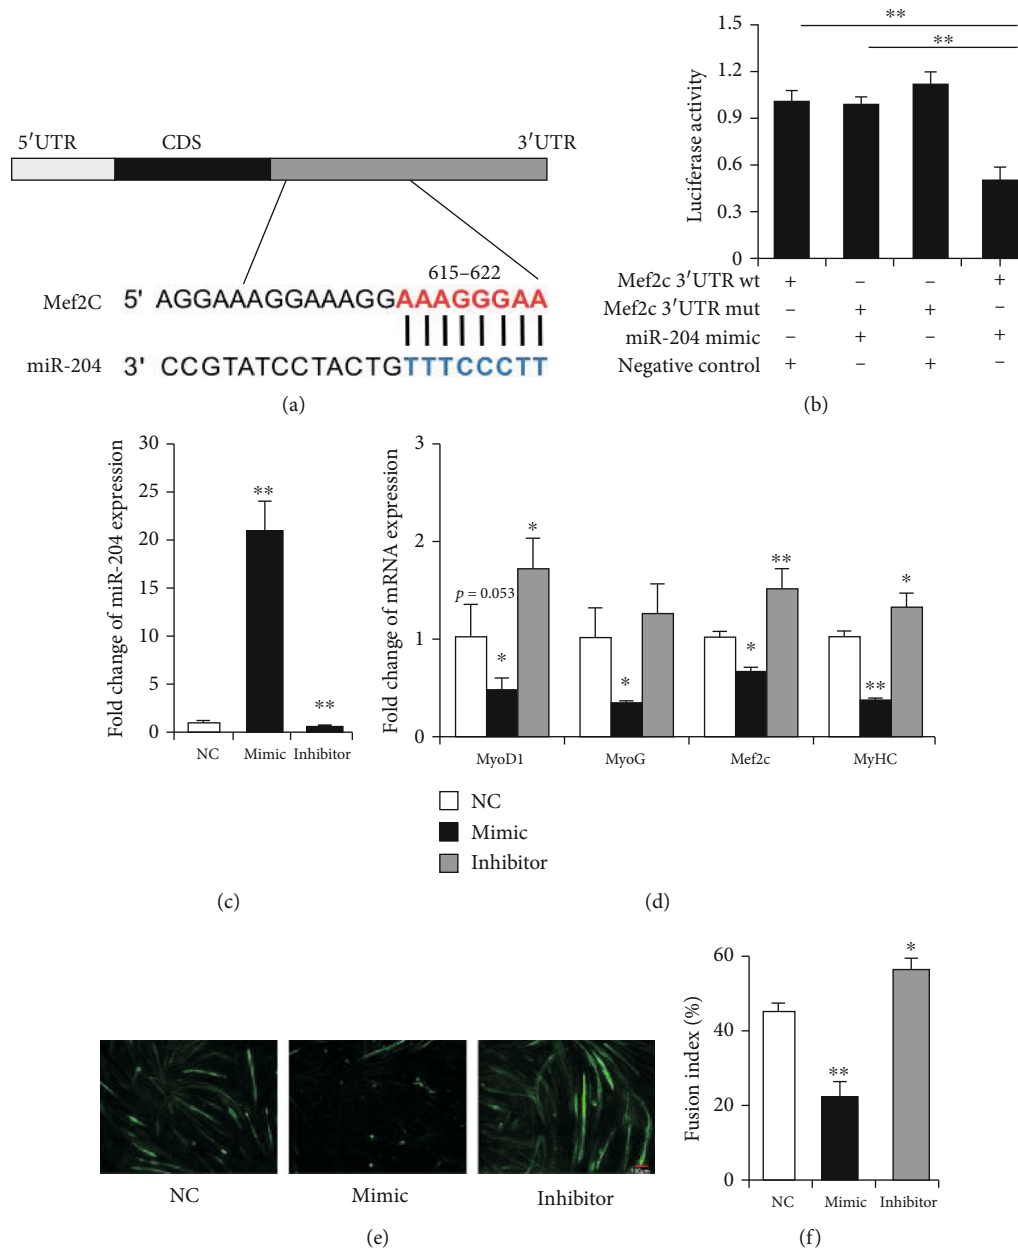 5′UTR CDS 3′UTR
615–622
Mef2C 5' AGGAAAGGAAAGGAAAGGGAA
miR-204 3' CCGTATCCTACTGTTTCCCTT
(a)
** 
**
Luciferase activity
1.5
1.2
0.9
0.6
0.3
0
Mef2c 3′UTR wt + − − +
Mef2c 3′UTR mut − + + −
miR-204 mimic − + − +
Negative control + − + −
(b)
Fold change of miR-204 expression
30
25
20
15
10
5
0
**
**
NC Mimic Inhibitor
(c)
Fold change of mRNA expression
3
2
1
0
p = 0.053
* *
*
* **
** *
MyoD1 MyoG Mef2c MyHC
NC
Mimic
Inhibitor
(d)
NC Mimic Inhibitor
(e)
Fusion index (%)
60
40
20
0
**
*
NC Mimic Inhibitor
(f)